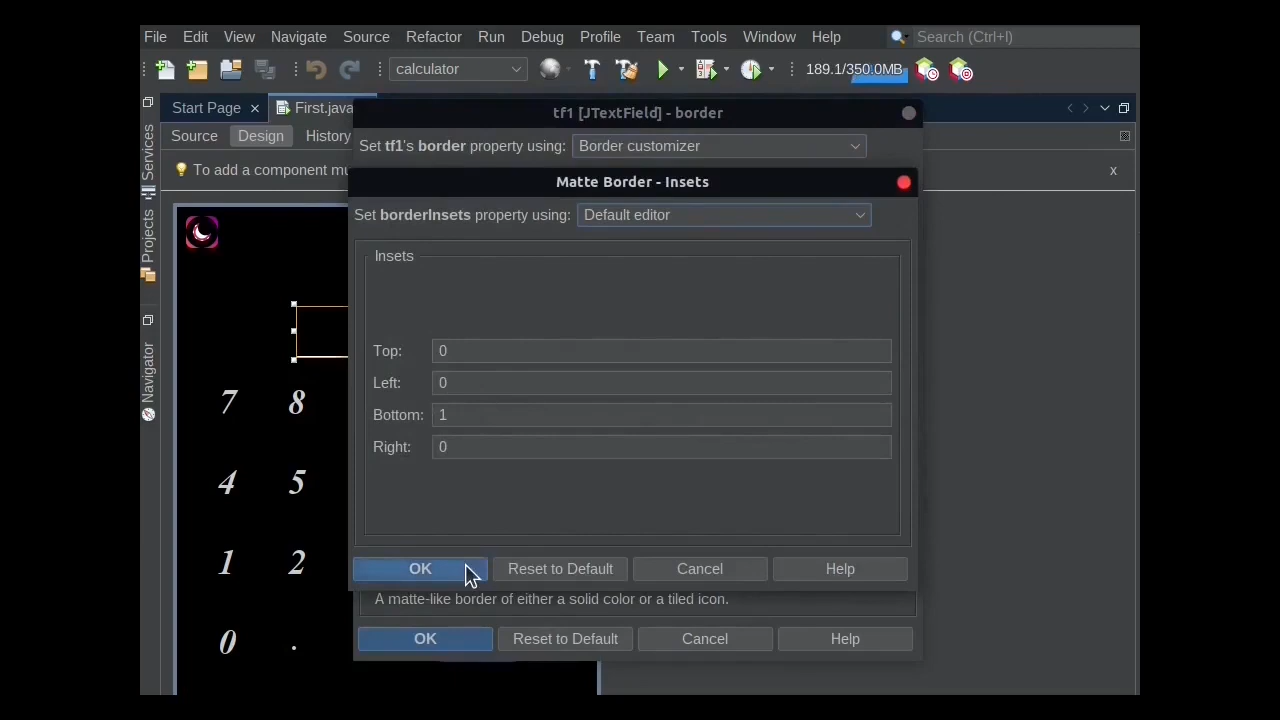 File Edit View Navigate Source Refactor Run Debug Profile Team Tools Window Help Search (Ctrl+I)
calculator 189.1/350.0MB
Start Page First.java
tf1 [JTextField] - border
Source Design History
Set tf1's border property using: Border customizer
To add a component mu x
Matte Border - Insets
Set borderInsets property using: Default editor
Services
Projects
Navigator
Insets
Top: 0
Left: 0
Bottom: 1
Right: 0
7 8
4 5
1 2
0 .
OK Reset to Default Cancel Help
A matte-like border of either a solid color or a tiled icon.
OK Reset to Default Cancel Help